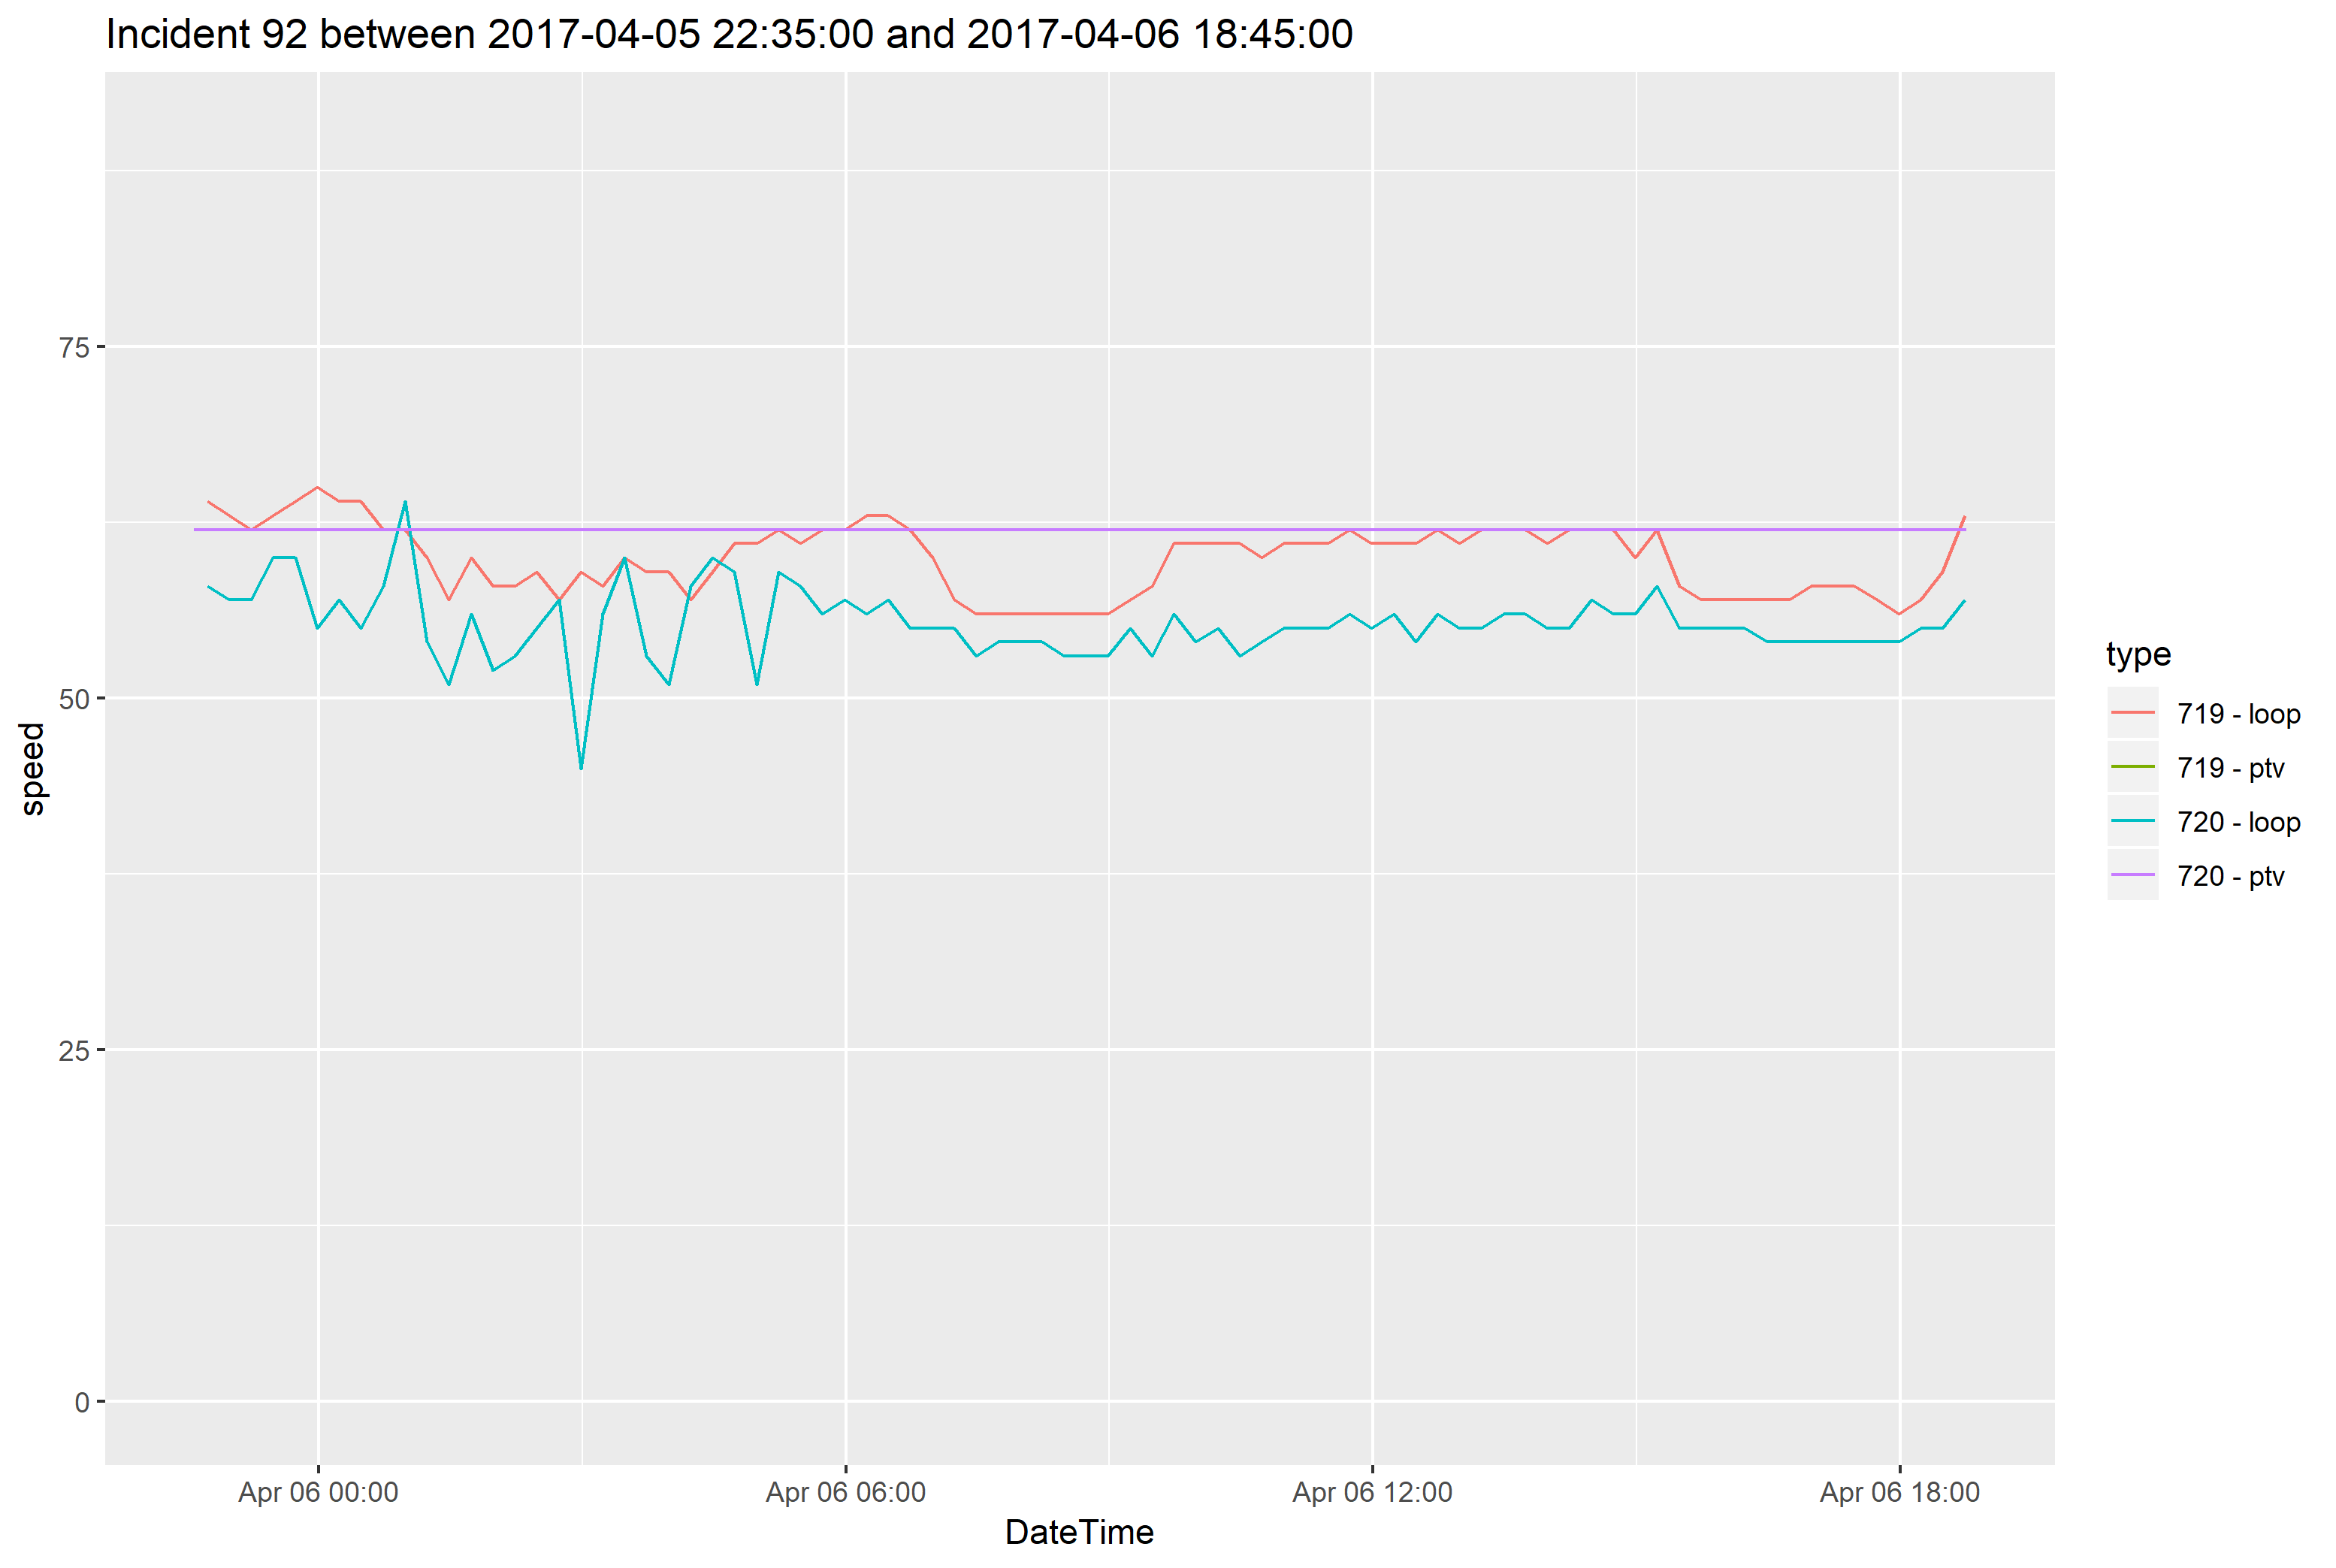 Incident 92 between 2017-04-05 22:35:00 and 2017-04-06 18:45:00
75
50
25
0
speed
Apr 06 00:00
Apr 06 06:00
Apr 06 12:00
Apr 06 18:00
DateTime
type
719 - loop
719 - ptv
720 - loop
720 - ptv